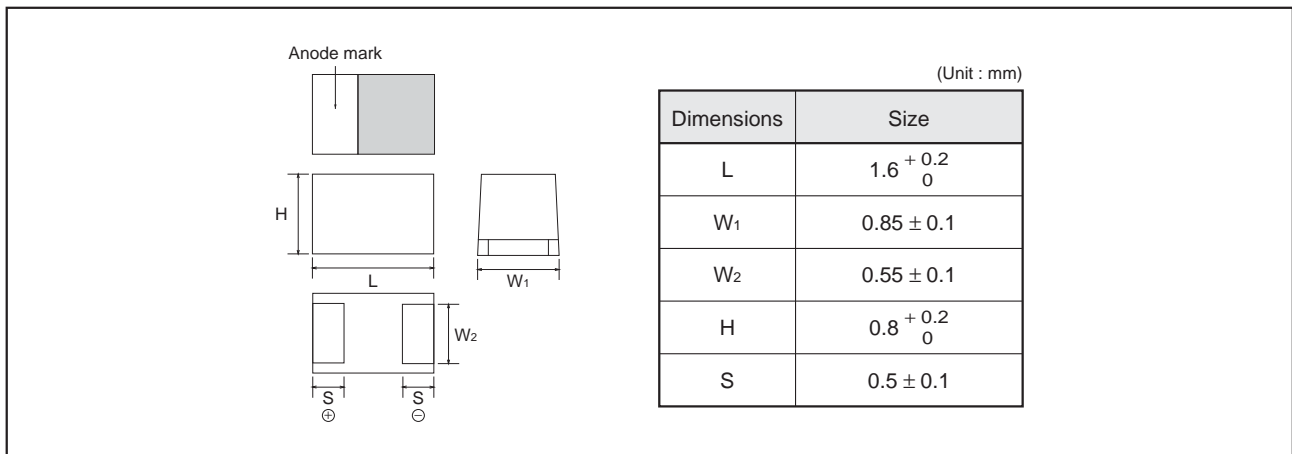 Anode mark
H
L
W1
W2
S
S
⊕
⊖
(Unit : mm)
Dimensions Size
L 1.6 + 0.2 0
W1 0.85 ± 0.1
W2 0.55 ± 0.1
H 0.8 + 0.2 0
S 0.5 ± 0.1